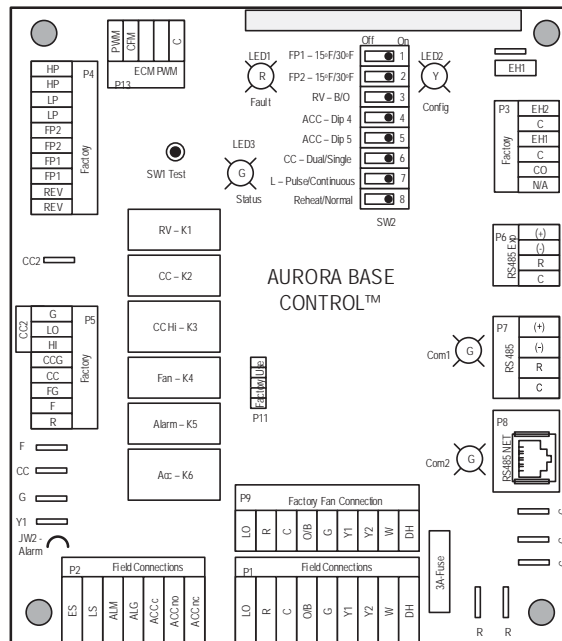 PWM
CFM
C
P13
ECM PWM
HP
HP
LP
LP
FP2
FP2
FP1
FP1
REV
REV
P4
Factory
LED1
R
Fault
Off
On
FP1 – 15ºF/30ºF
1
FP2 – 15ºF/30ºF
2
RV – B/O
3
ACC – Dip 4
4
ACC – Dip 5
5
CC – Dual/Single
6
L – Pulse/Continuous
7
Reheat/Normal
8
SW2
LED2
Y
Config
EH1
P3
Factory
EH2
C
EH1
C
CO
N/A
SW1 Test
LED3
G
Status
RV – K1
CC – K2
CC Hi – K3
Fan – K4
Alarm – K5
Acc – K6
AURORA BASE
CONTROL™
P6
RS485 Exp
(+)
(-)
R
C
CC2
CC2
G
LO
HI
CCG
CC
FG
F
R
P5
Factory
Factory Use
P11
Com1
G
P7
RS 485
(+)
(-)
R
C
P8
RS485 NET
Com2
G
F
CC
G
Y1
JW2 -
Alarm
P9
Factory Fan Connection
LO
R
C
O/B
G
Y1
Y2
W
DH
P2
Field Connections
ES
LS
ALM
ALG
ACC c
ACC no
ACC nc
P1
Field Connections
LO
R
C
O/B
G
Y1
Y2
W
DH
3A-Fuse
R
R